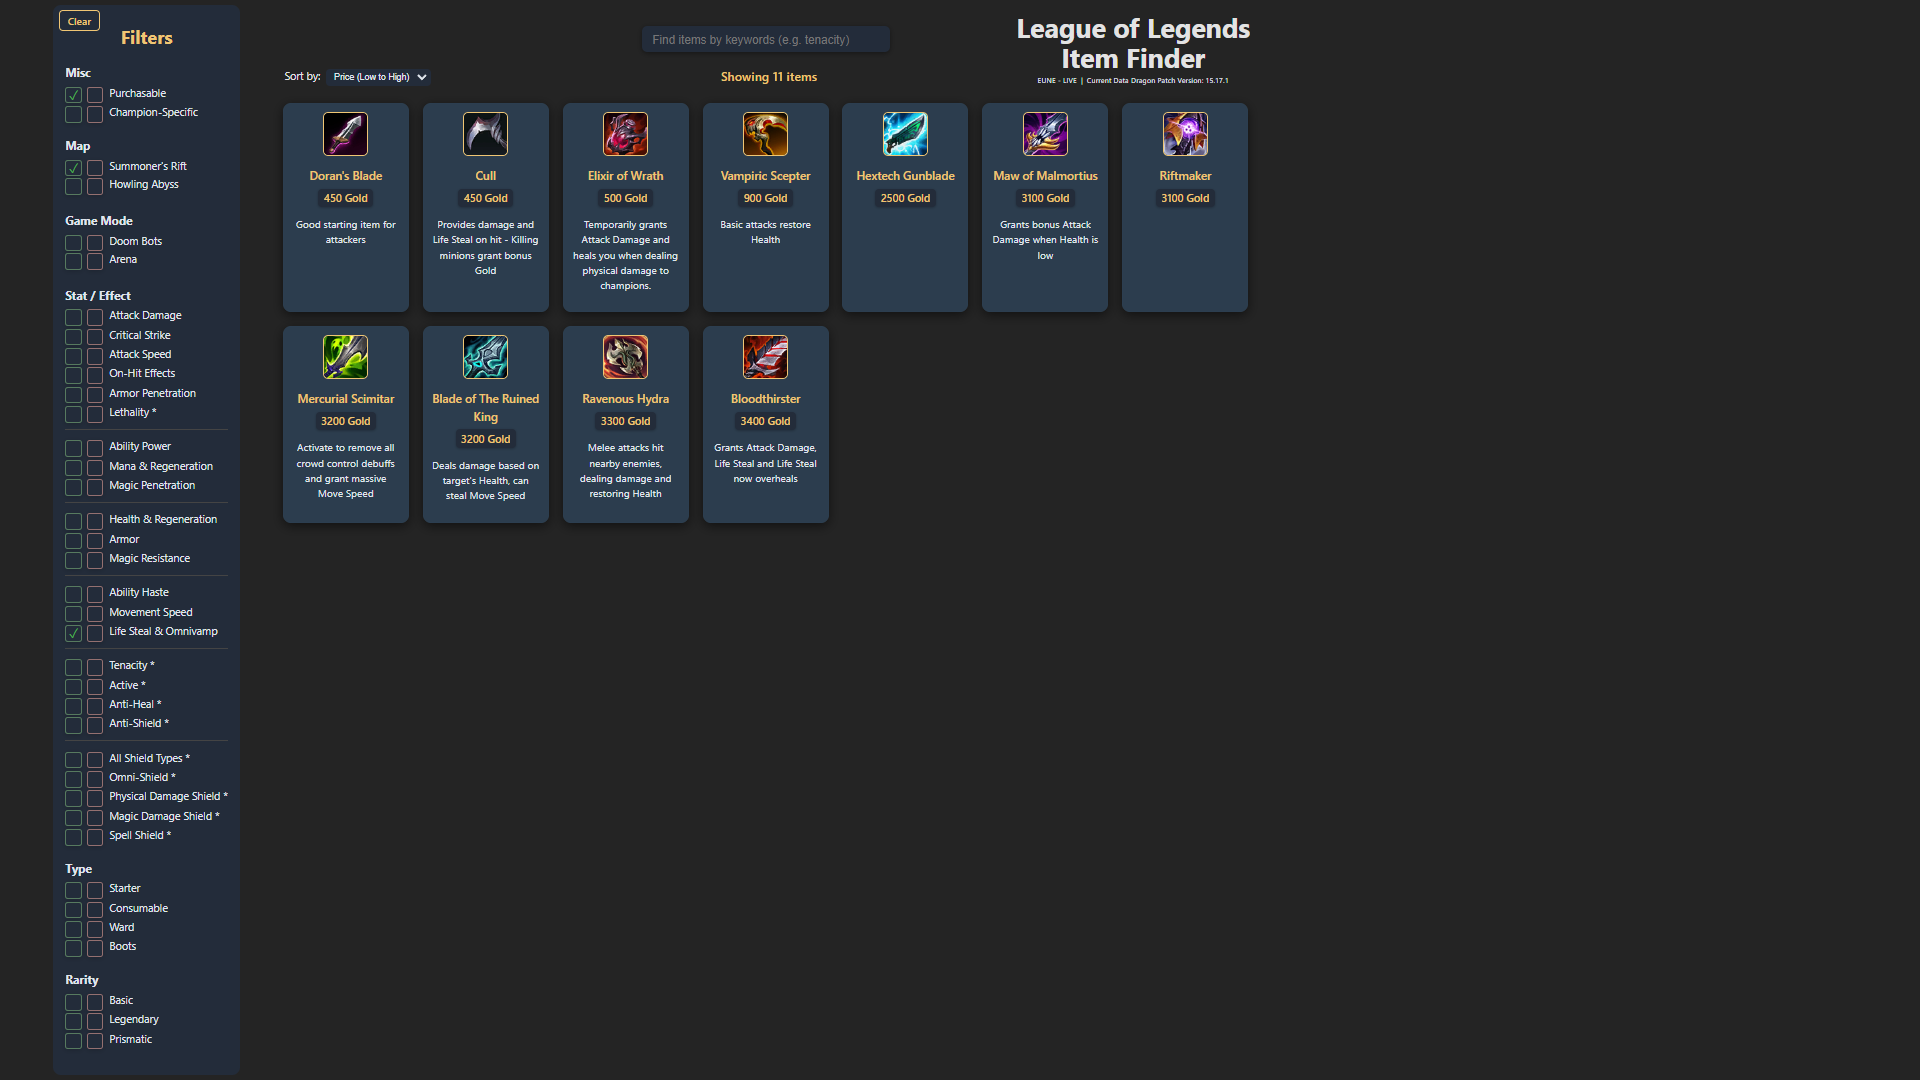 Clear
Filters
Misc
Purchasable
Champion-Specific
Map
Summoner's Rift
Howling Abyss
Game Mode
Doom Bots
Arena
Stat / Effect
Attack Damage
Critical Strike
Attack Speed
On-Hit Effects
Armor Penetration
Lethality *
Ability Power
Mana & Regeneration
Magic Penetration
Health & Regeneration
Armor
Magic Resistance
Ability Haste
Movement Speed
Life Steal & Omnivamp
Tenacity *
Active *
Anti-Heal *
Anti-Shield *
All Shield Types *
Omni-Shield *
Physical Damage Shield *
Magic Damage Shield *
Spell Shield *
Type
Starter
Consumable
Ward
Boots
Rarity
Basic
Legendary
Prismatic
Find items by keywords (e.g. tenacity)
League of Legends
Item Finder
EUNE - LIVE | Current Data Dragon Patch Version: 15.17.1
Sort by: Price (Low to High)
Showing 11 items
Doran's Blade
450 Gold
Good starting item for
attackers
Cull
450 Gold
Provides damage and
Life Steal on hit - Killing
minions grant bonus
Gold
Elixir of Wrath
500 Gold
Temporarily grants
Attack Damage and
heals you when dealing
physical damage to
champions.
Vampiric Scepter
900 Gold
Basic attacks restore
Health
Hextech Gunblade
2500 Gold
Maw of Malmortius
3100 Gold
Grants bonus Attack
Damage when Health is
low
Riftmaker
3100 Gold
Mercurial Scimitar
3200 Gold
Activate to remove all
crowd control debuffs
and grant massive
Move Speed
Blade of The Ruined
King
3200 Gold
Deals damage based on
target's Health, can
steal Move Speed
Ravenous Hydra
3300 Gold
Melee attacks hit
nearby enemies,
dealing damage and
restoring Health
Bloodthirster
3400 Gold
Grants Attack Damage,
Life Steal and Life Steal
now overheals